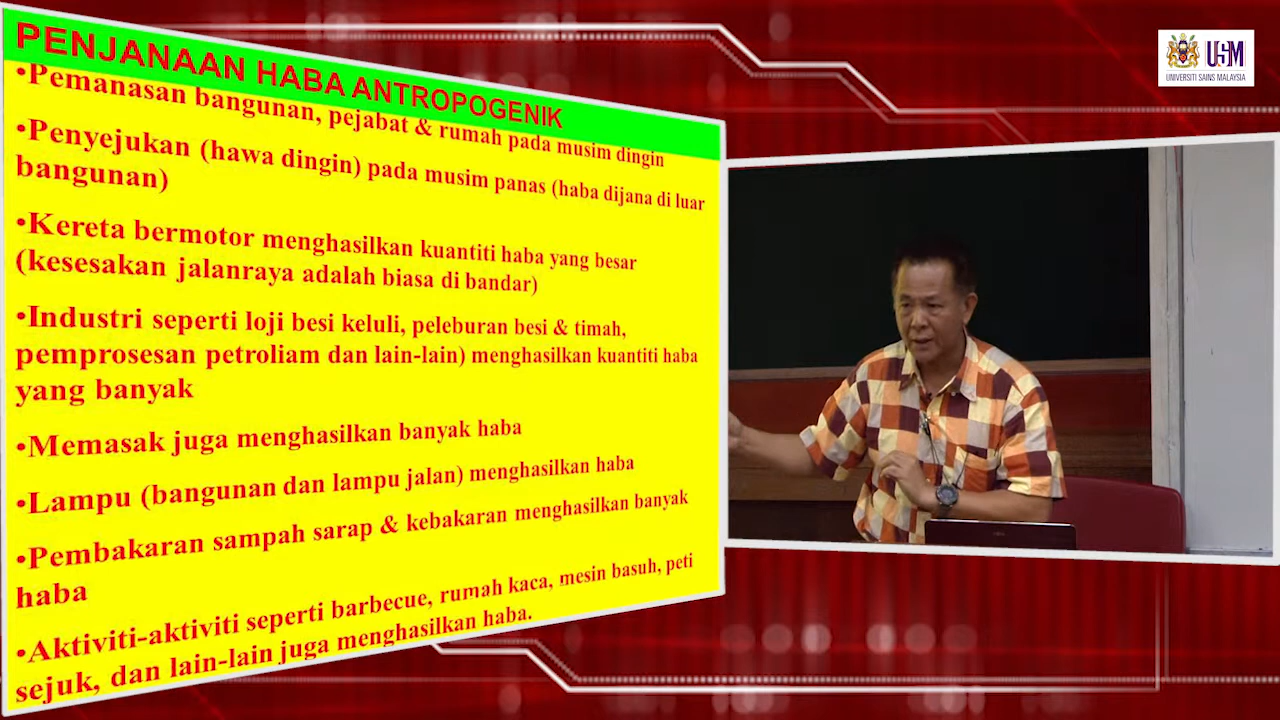 PENJANAAN HABA ANTROPOGENIK
•Pemanasan bangunan, pejabat & rumah pada musim dingin
•Penyejukan (hawa dingin) pada musim panas (haba dijana di luar
bangunan)
•Kereta bermotor menghasilkan kuantiti haba yang besar
(kesesakan jalanraya adalah biasa di bandar)
•Industri seperti loji besi keluli, peleburan besi & timah,
pemprosesan petroliam dan lain-lain) menghasilkan kuantiti haba
yang banyak
•Memasak juga menghasilkan banyak haba
•Lampu (bangunan dan lampu jalan) menghasilkan haba
•Pembakaran sampah sarap & kebakaran menghasilkan banyak
haba
•Aktiviti-aktiviti seperti barbecue, rumah kaca, mesin basuh, peti
sejuk, dan lain-lain juga menghasilkan haba.
USM
UNIVERSITI SAINS MALAYSIA